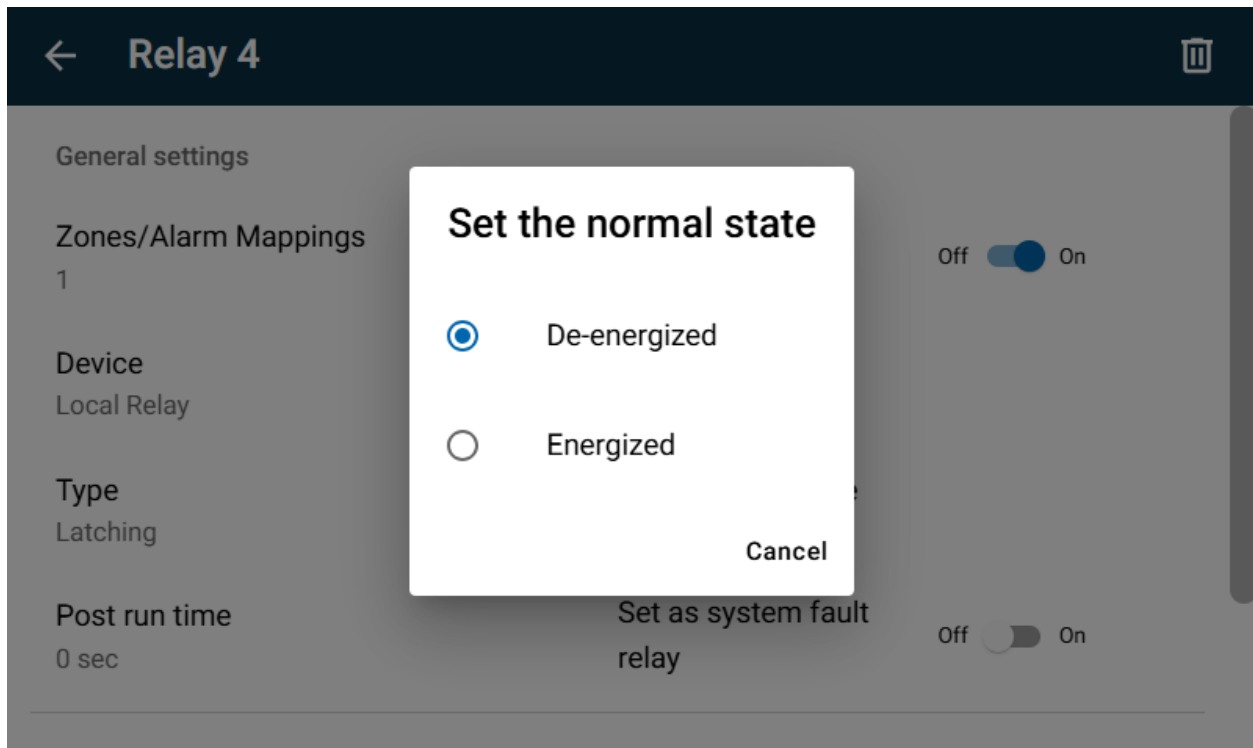 Relay 4
General settings
Zones/Alarm Mappings
1
Off On
Device
Local Relay
Type
Latching
Post run time
0 sec
Set as system fault
relay
Off On
Set the normal state
De-energized
Energized
Cancel